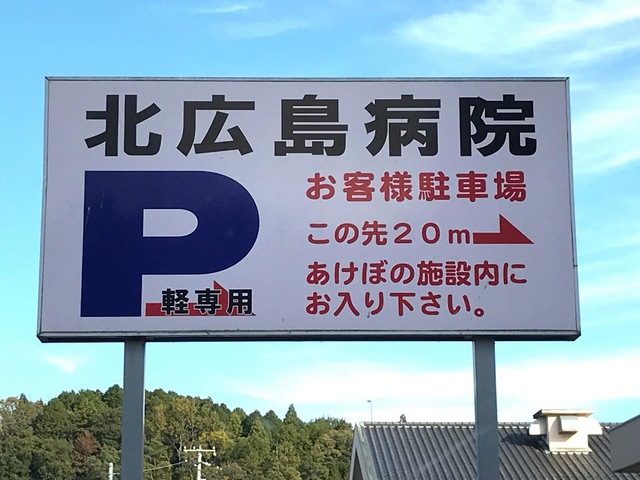 北広島病院
P
軽専用
お客様駐車場
この先20m
あけぼの施設内に
お入り下さい。